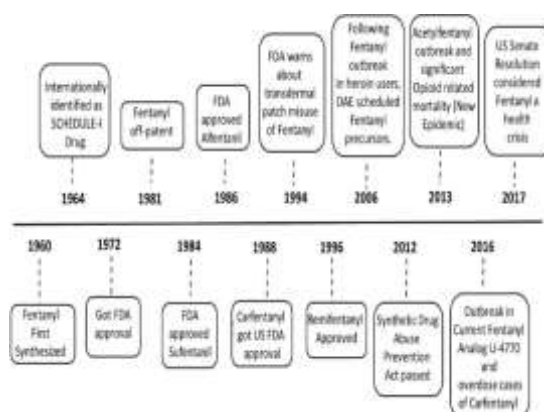 Internationally
identified as
SCHEDULE-I
Drug
1964
Fentanyl
off-patent
1981
FDA
approved
Alfentanil
1986
FDA warns
about
transdermal
patch misuse
of Fentanyl
1994
Following
Fentanyl
outbreak
in heroin users,
DAE scheduled
Fentanyl
precursors.
2006
Acetylfentanyl
outbreak and
significant
Opioid related
mortality (New
Epidemic)
2013
US Senate
Resolution
considered
Fentanyl a
health
crisis
2017
1960
Fentanyl
First
Synthesized
1972
Got FDA
approval
1984
FDA
approved
Sufentanil
1988
Carfentanyl
got US FDA
approval
1996
Remifentanyl
Approved
2012
Synthetic Drug
Abuse
Prevention
Act passed
2016
Outbreak in
Current Fentanyl
Analog U-4770
and
overdose cases
of Carfentanyl